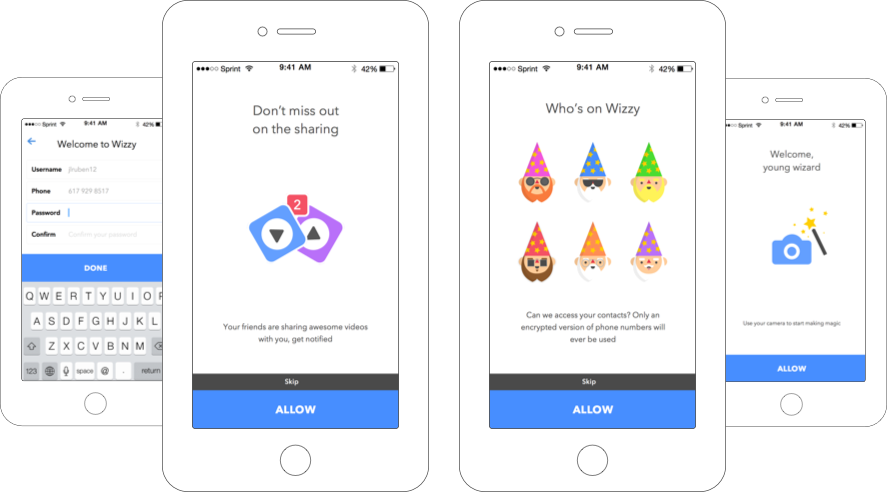 Sprint 9:41 AM 42%
Welcome to Wizzy
Username jlruben12
Phone 617 929 8517
Password
Confirm Confirm your password
DONE
Q W E R T Y U I O P
A S D F G H J K L
Z X C V B N M
123 space @ . return
Sprint 9:41 AM 42%
Don't miss out
on the sharing
2
Your friends are sharing awesome videos
with you, get notified
Skip
ALLOW
Sprint 9:41 AM 42%
Who's on Wizzy
Can we access your contacts? Only an
encrypted version of phone numbers will
ever be used
Skip
ALLOW
Sprint 9:41 AM 42%
Welcome,
young wizard
Use your camera to start making magic
ALLOW